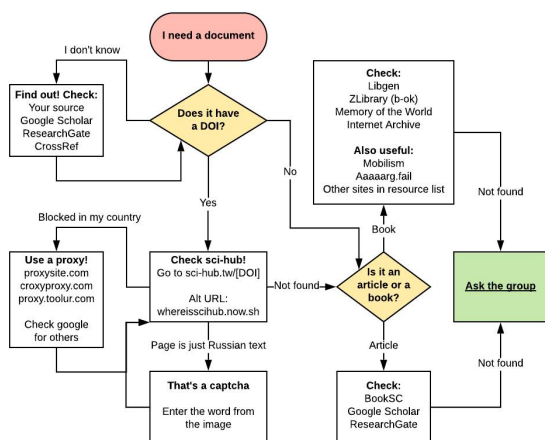 I need a document
I don't know
Find out! Check:
Your source
Google Scholar
ResearchGate
CrossRef
Does it have
a DOI?
Check:
Libgen
ZLibrary (b-ok)
Memory of the World
Internet Archive
Also useful:
Mobilism
Aaaaarg.fail
Other sites in resource list
No
Not found
Yes
Book
Blocked in my country
Use a proxy!
proxysite.com
croxyproxy.com
proxy.toolur.com
Check google
for others
Check sci-hub!
Go to sci-hub.tw/[DOI]
Alt URL:
whereisscihub.now.sh
Not found
Is it an
article or a
book?
Ask the group
Page is just Russian text
Article
Not found
That's a captcha
Enter the word from
the image
Check:
BookSC
Google Scholar
ResearchGate